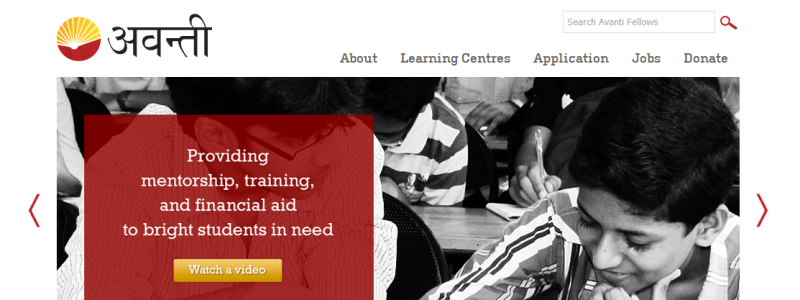 अवन्ती
Search Avanti Fellows
About Learning Centres Application Jobs Donate
Providing
mentorship, training,
and financial aid
to bright students in need
Watch a video